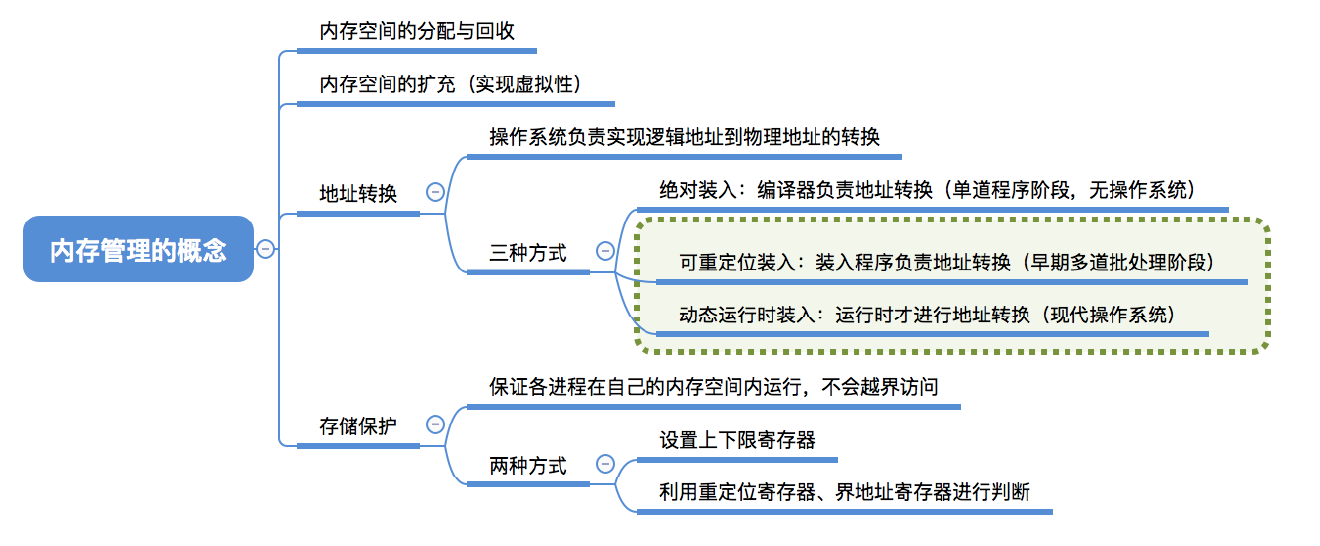 内存空间的分配与回收
内存空间的扩充（实现虚拟性）
操作系统负责实现逻辑地址到物理地址的转换
地址转换
绝对装入：编译器负责地址转换（单道程序阶段，无操作系统）
三种方式
可重定位装入：装入程序负责地址转换（早期多道批处理阶段）
动态运行时装入：运行时才进行地址转换（现代操作系统）
内存管理的概念
保证各进程在自己的内存空间内运行，不会越界访问
存储保护
设置上下限寄存器
两种方式
利用重定位寄存器、界地址寄存器进行判断